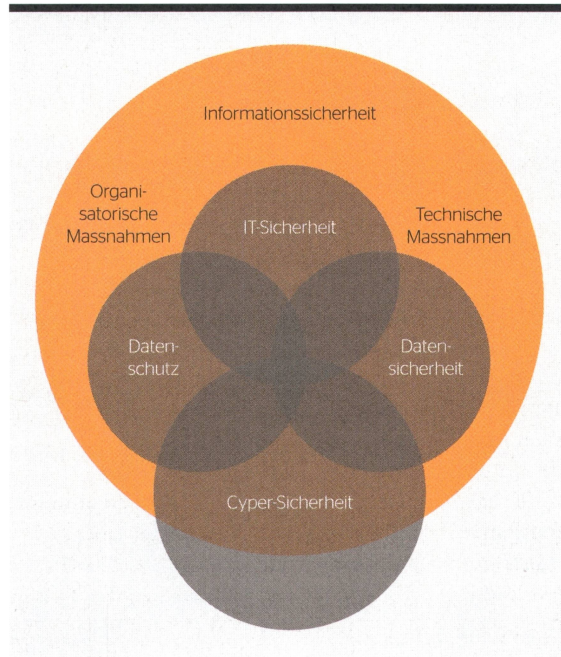 Informationssicherheit
Organi-
satorische
Massnahmen
Technische
Massnahmen
IT-Sicherheit
Daten-
schutz
Daten-
sicherheit
Cyper-Sicherheit